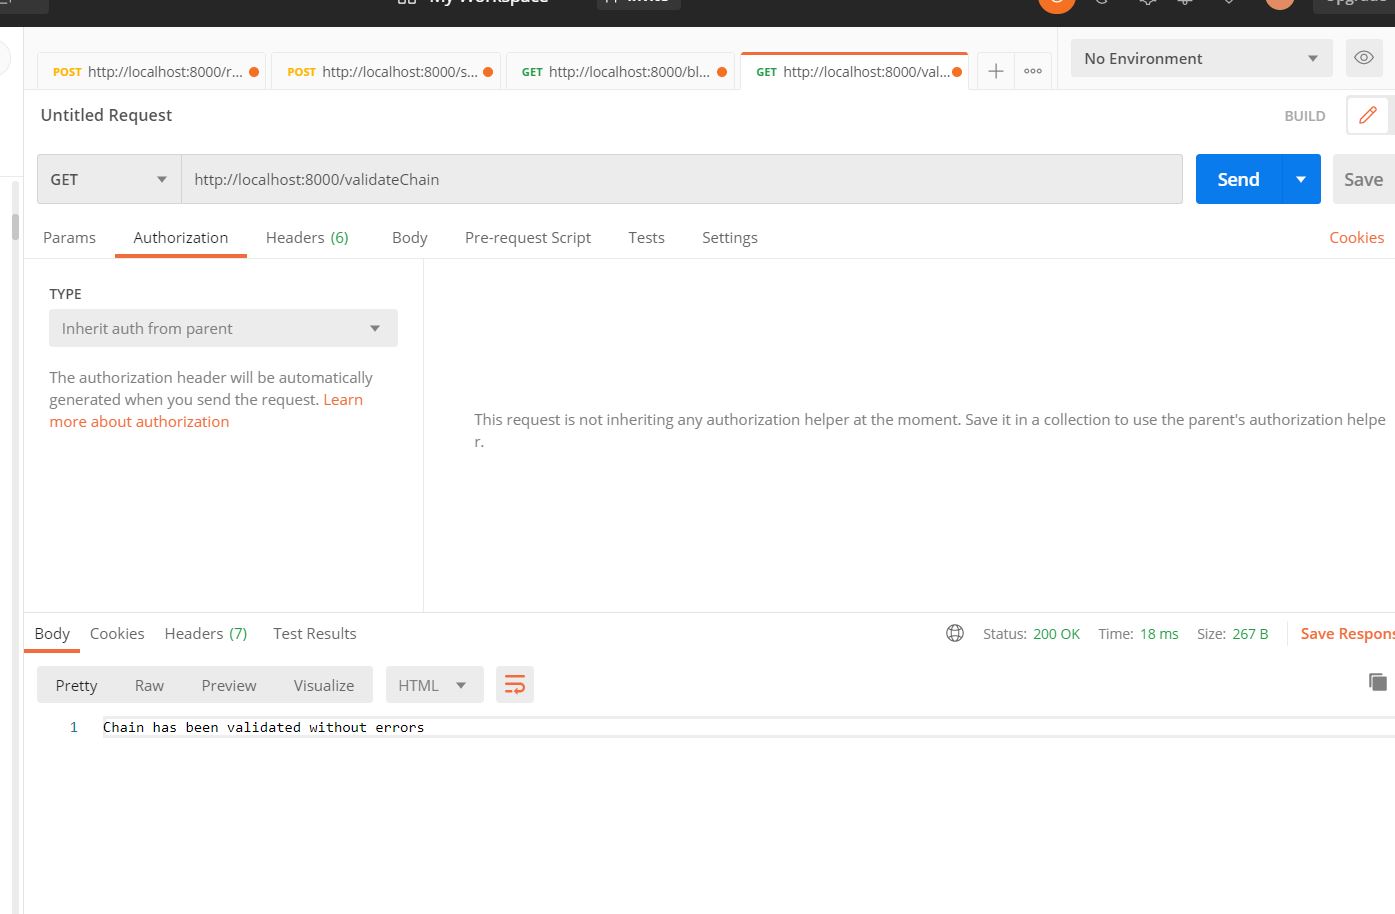 My Workspace
Invite
Upgrade
POST http://localhost:8000/r...
POST http://localhost:8000/s...
GET http://localhost:8000/bl...
GET http://localhost:8000/val...
No Environment
Untitled Request
BUILD
GET
http://localhost:8000/validateChain
Send
Save
Params
Authorization
Headers (6)
Body
Pre-request Script
Tests
Settings
Cookies
TYPE
Inherit auth from parent
The authorization header will be automatically
generated when you send the request. Learn
more about authorization
This request is not inheriting any authorization helper at the moment. Save it in a collection to use the parent's authorization helpe
r.
Body
Cookies
Headers (7)
Test Results
Status: 200 OK
Time: 18 ms
Size: 267 B
Save Respons
Pretty
Raw
Preview
Visualize
HTML
1
Chain has been validated without errors